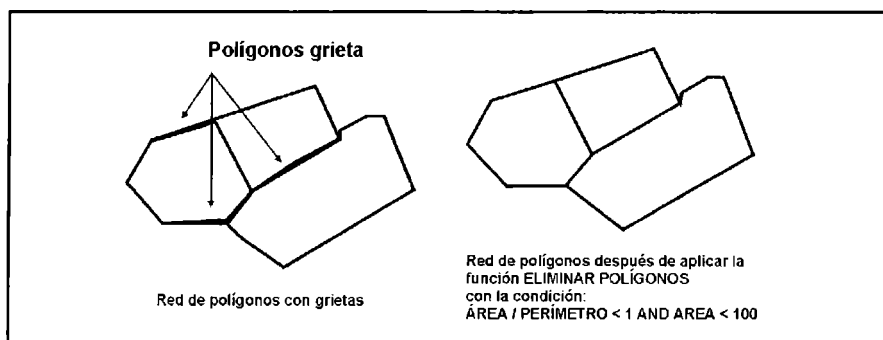 Polígonos grieta
Red de polígonos con grietas
Red de polígonos después de aplicar la
función ELIMINAR POLÍGONOS
con la condición:
ÁREA / PERÍMETRO < 1 AND AREA < 100